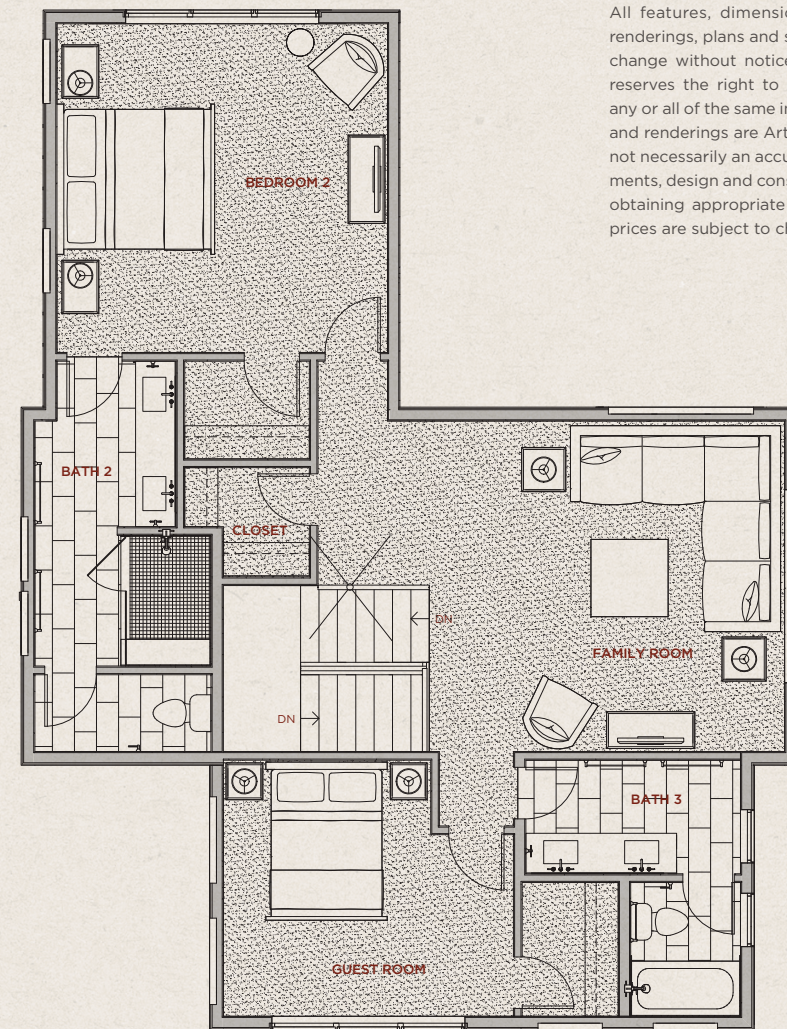 All features, dimensi
renderings, plans and s
change without notice
reserves the right to
any or all of the same in
and renderings are Art
not necessarily an accu
ments, design and cons
obtaining appropriate
prices are subject to cl
BEDROOM 2
BATH 2
CLOSET
DN
FAMILY ROOM
DN
BATH 3
GUEST ROOM